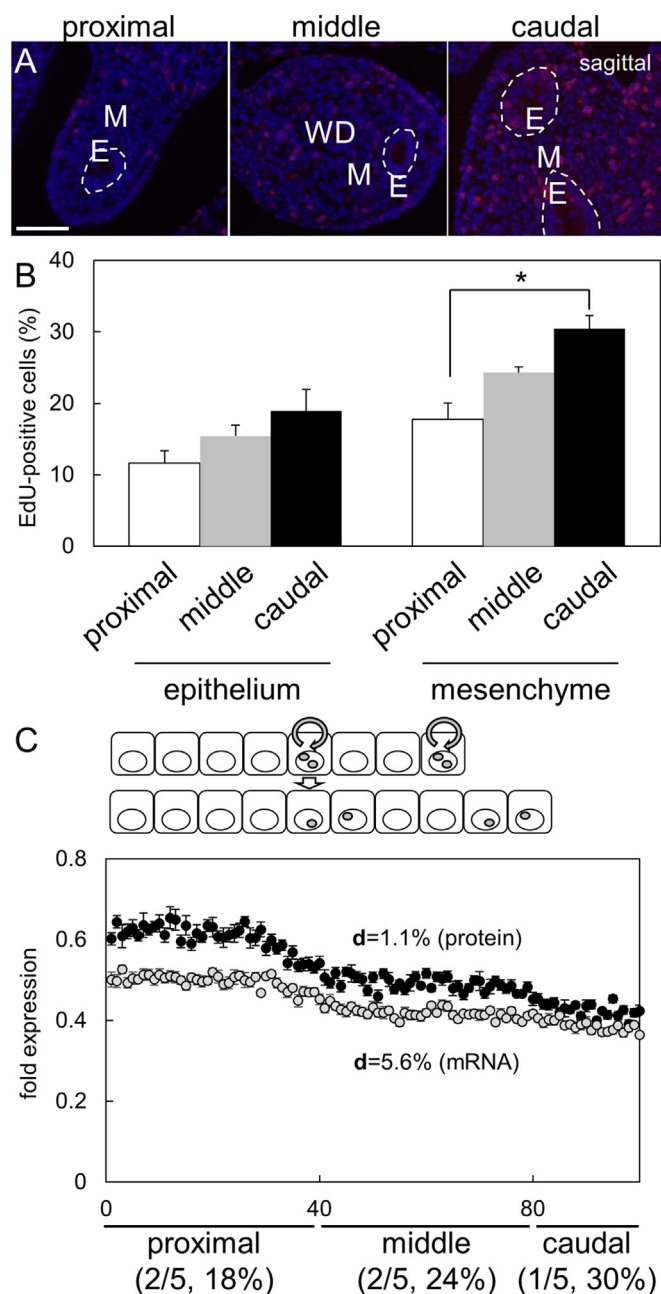 proximal middle caudal
A
sagittal
M
E
WD
M
E
E
M
E
B
EdU-positive cells (%)
40
30
20
10
0
*
proximal middle caudal proximal middle caudal
epithelium mesenchyme
C
fold expression
0.8
0.6
0.4
0.2
0
d=1.1% (protein)
d=5.6% (mRNA)
0 40 80
proximal middle caudal
(2/5, 18%) (2/5, 24%) (1/5, 30%)